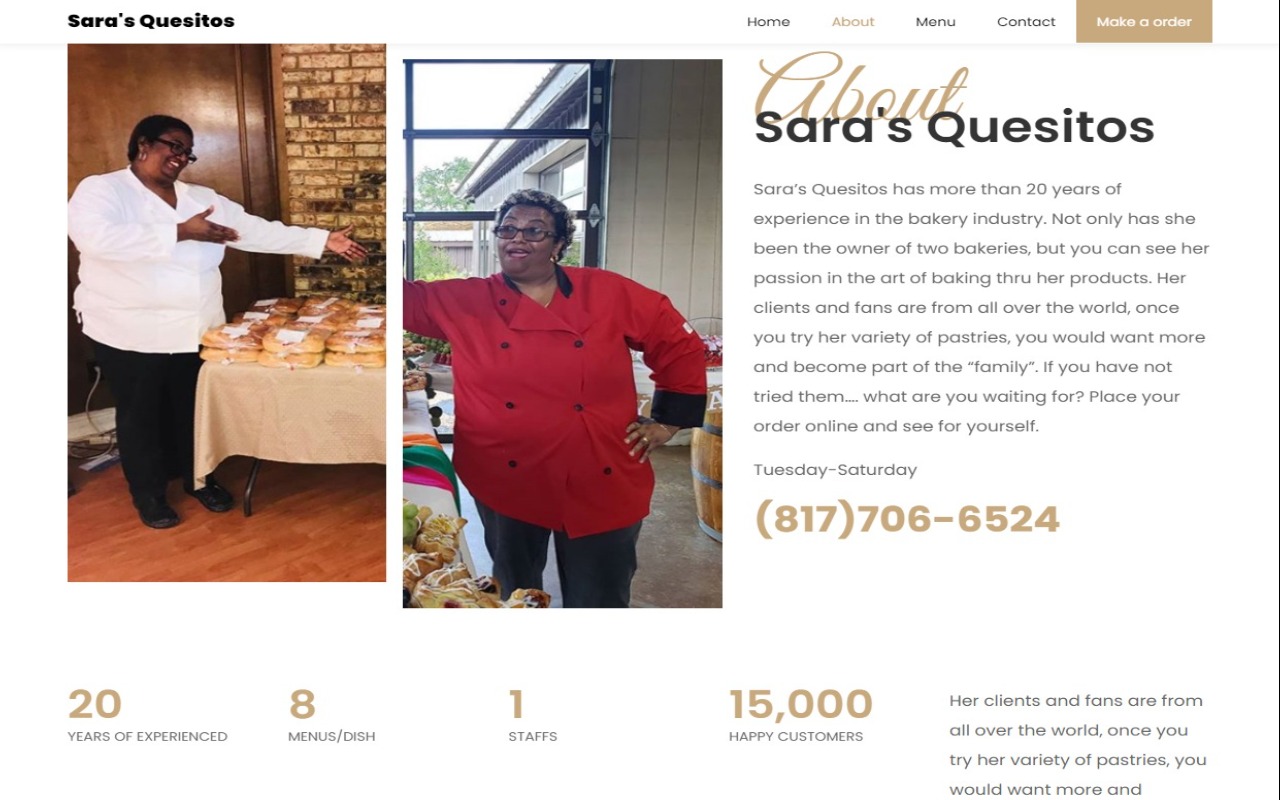 Sara's Quesitos
Home About Menu Contact Make a order
About
Sara's Quesitos
Sara’s Quesitos has more than 20 years of
experience in the bakery industry. Not only has she
been the owner of two bakeries, but you can see her
passion in the art of baking thru her products. Her
clients and fans are from all over the world, once
you try her variety of pastries, you would want more
and become part of the “family”. If you have not
tried them.... what are you waiting for? Place your
order online and see for yourself.
Tuesday-Saturday
(817)706-6524
20
YEARS OF EXPERIENCED
8
MENUS/DISH
1
STAFFS
15,000
HAPPY CUSTOMERS
Her clients and fans are from
all over the world, once you
try her variety of pastries, you
would want more and